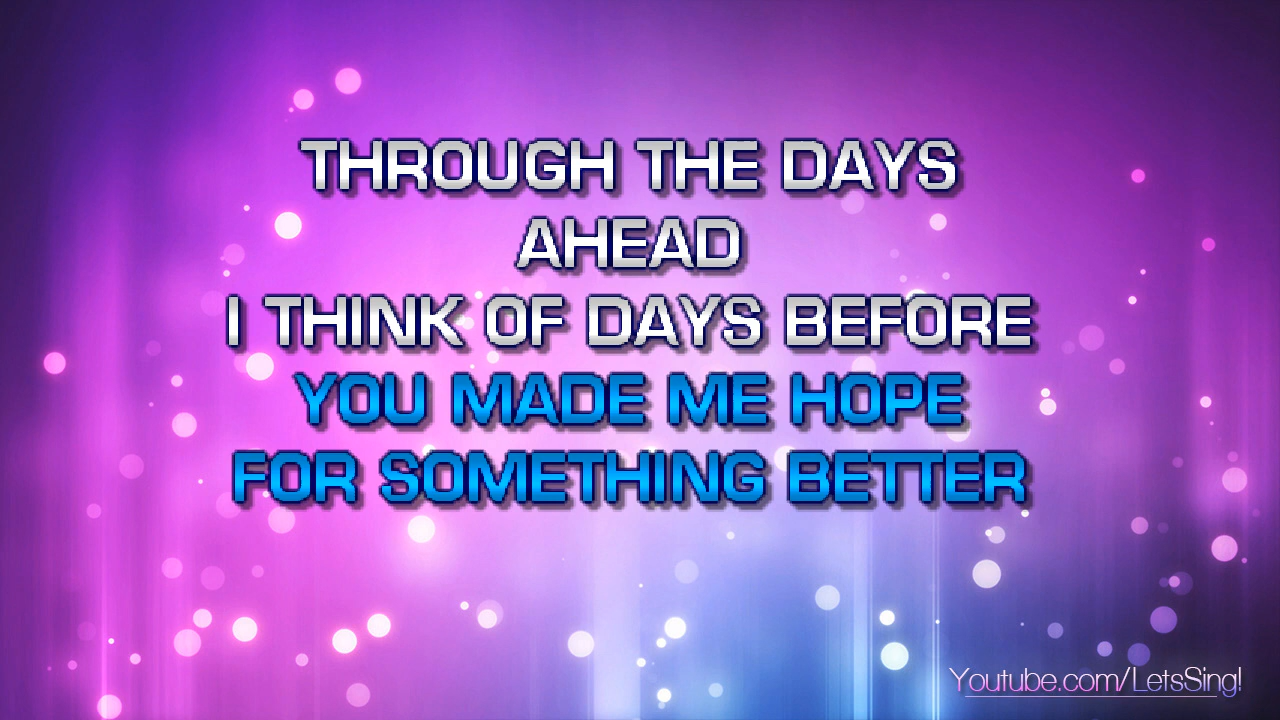 THROUGH THE DAYS
AHEAD
I THINK OF DAYS BEFORE
YOU MADE ME HOPE
FOR SOMETHING BETTER
Youtube.com/LetsSing!